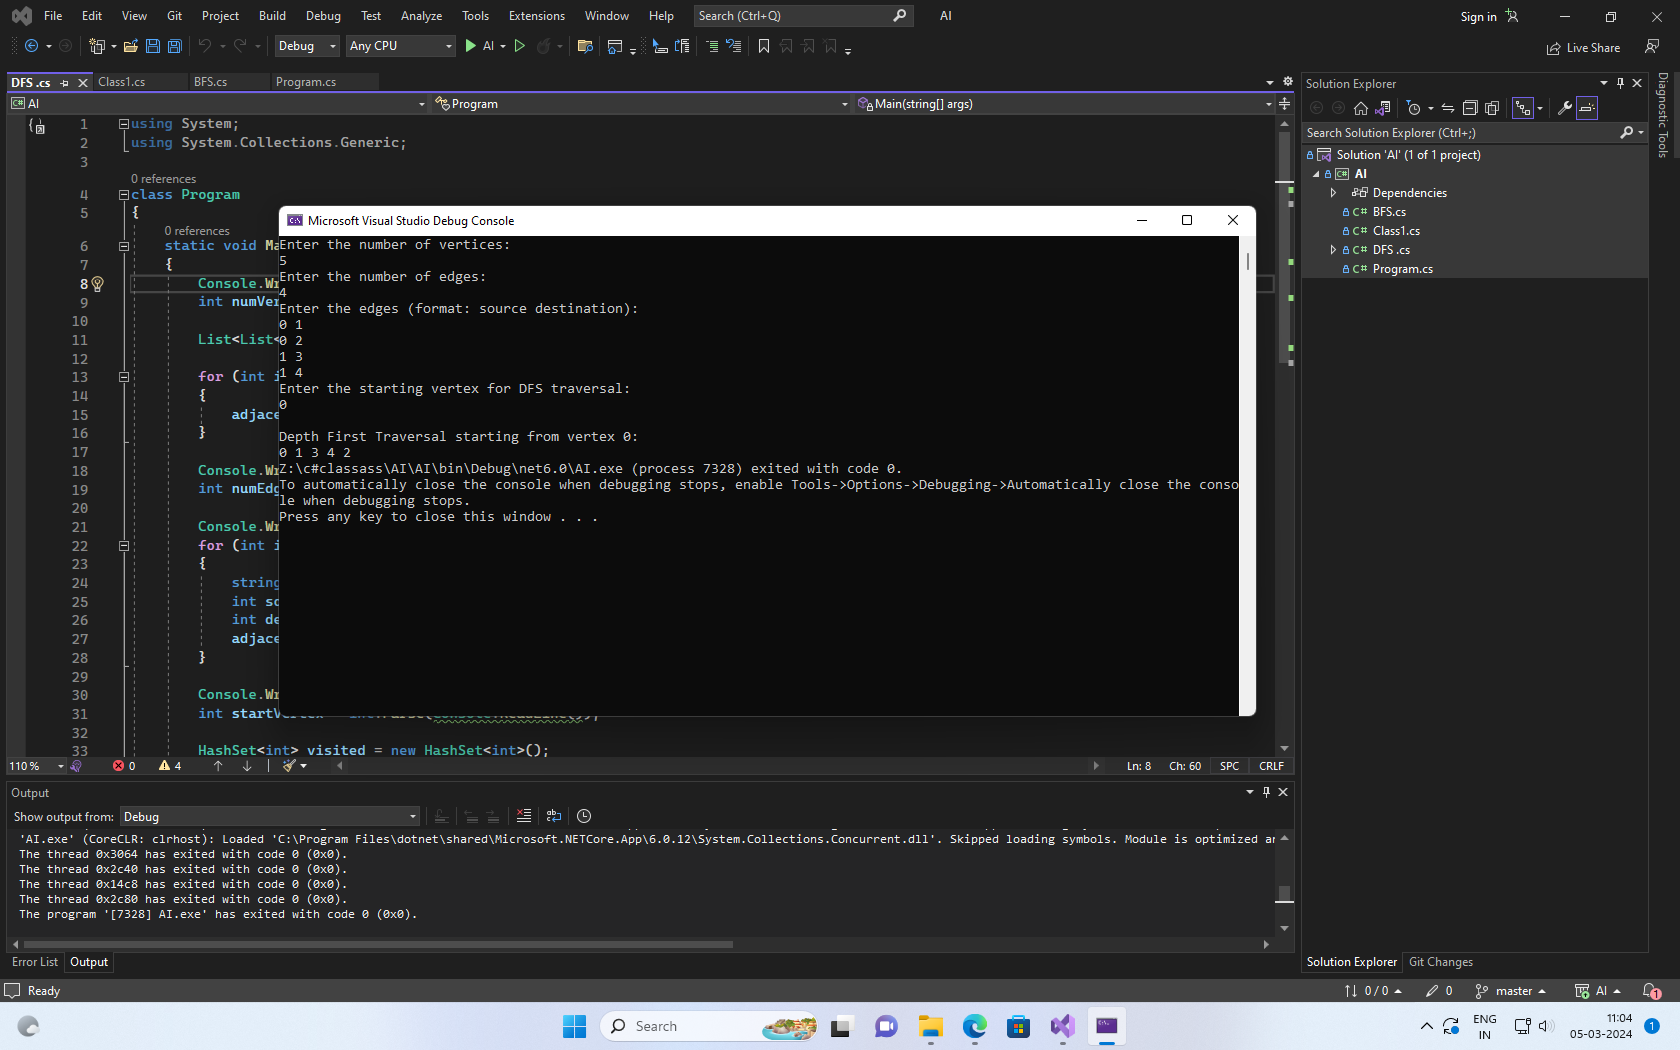 File Edit View Git Project Build Debug Test Analyze Tools Extensions Window Help Search (Ctrl+Q) AI Sign in
Debug Any CPU AI Live Share
DFS .cs Class1.cs BFS.cs Program.cs
AI Program Main(string[] args)
1 using System;
2 using System.Collections.Generic;
3
0 references
4 class Program
5 {
0 references
6 static void Ma
7 {
8 Console.Wr
9 int numVer
10
11 List<List<
12
13 for (int i
14 {
15 adjace
16 }
17
18 Console.Wr
19 int numEdg
20
21 Console.Wr
22 for (int i
23 {
24 string
25 int so
26 int de
27 adjace
28 }
29
30 Console.Wr
31 int startV
32
33 HashSet<int> visited = new HashSet<int>();
Microsoft Visual Studio Debug Console
Enter the number of vertices:
5
Enter the number of edges:
4
Enter the edges (format: source destination):
0 1
0 2
1 3
1 4
Enter the starting vertex for DFS traversal:
0
Depth First Traversal starting from vertex 0:
0 1 3 4 2
Z:\c#classass\AI\AI\bin\Debug\net6.0\AI.exe (process 7328) exited with code 0.
To automatically close the console when debugging stops, enable Tools->Options->Debugging->Automatically close the conso
le when debugging stops.
Press any key to close this window . . .
110 % 0 4 Ln: 8 Ch: 60 SPC CRLF
Output
Show output from: Debug
'AI.exe' (CoreCLR: clrhost): Loaded 'C:\Program Files\dotnet\shared\Microsoft.NETCore.App\6.0.12\System.Collections.Concurrent.dll'. Skipped loading symbols. Module is optimized an
The thread 0x3064 has exited with code 0 (0x0).
The thread 0x2c40 has exited with code 0 (0x0).
The thread 0x14c8 has exited with code 0 (0x0).
The thread 0x2c80 has exited with code 0 (0x0).
The program '[7328] AI.exe' has exited with code 0 (0x0).
Error List Output
Solution Explorer
Search Solution Explorer (Ctrl+;)
Solution 'AI' (1 of 1 project)
C# AI
Dependencies
C# BFS.cs
C# Class1.cs
C# DFS .cs
C# Program.cs
Solution Explorer Git Changes
Diagnostic Tools
Ready 0 / 0 0 master AI 1
Search
ENG
IN
11:04
05-03-2024
1